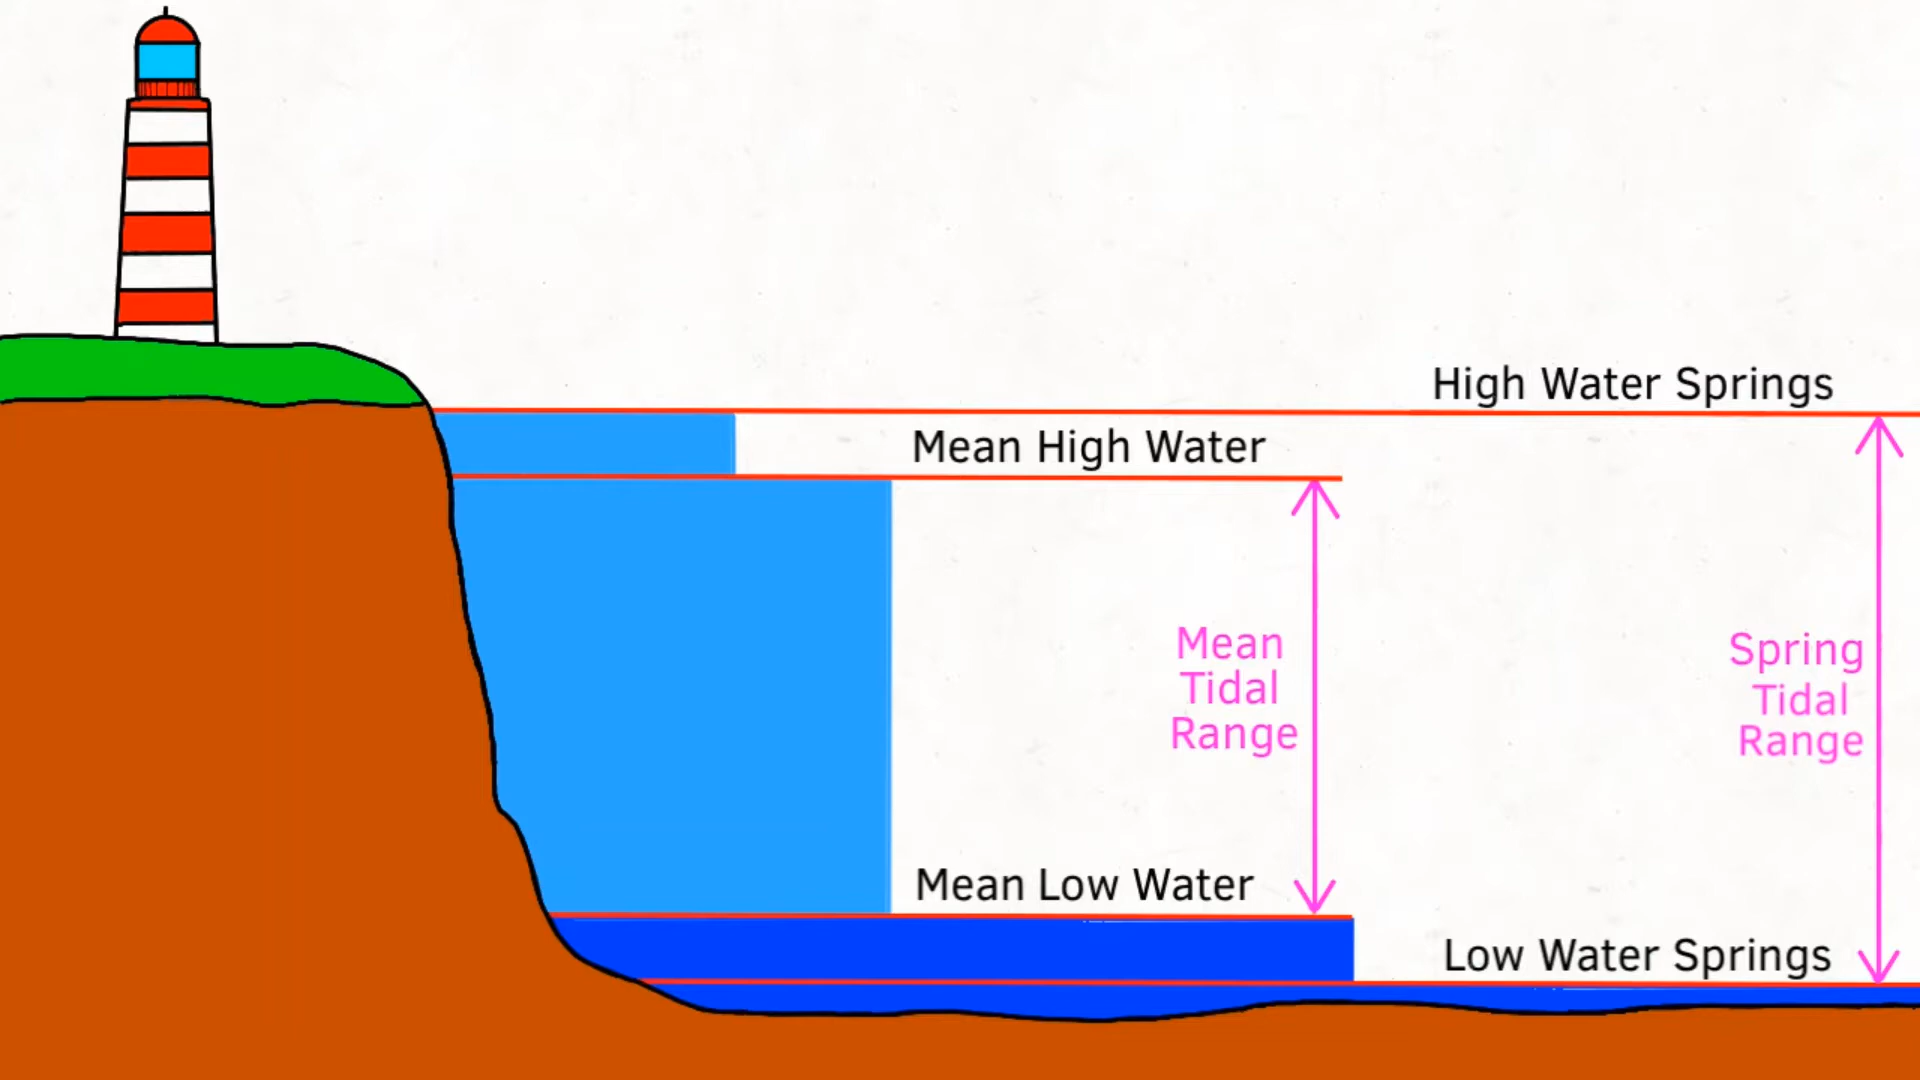 High Water Springs
Mean High Water
Mean
Tidal
Range
Spring
Tidal
Range
Mean Low Water
Low Water Springs